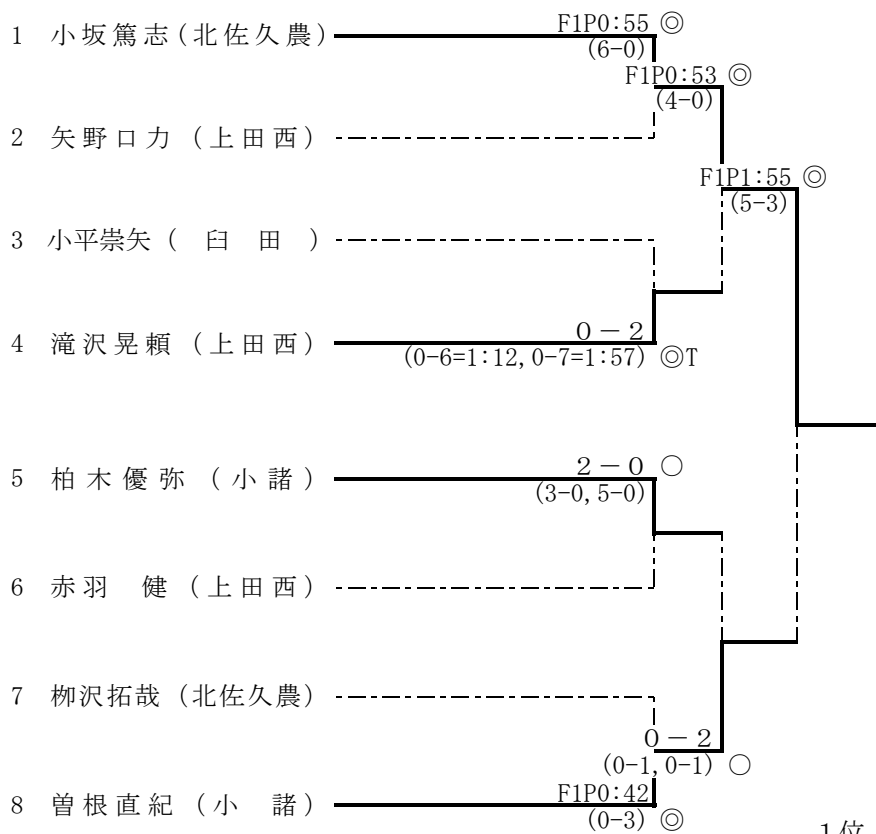 F1P0:55 ◎
1 小坂篤志(北佐久農)
(6-0)
F1P0:53 ◎
(4-0)
2 矢野口力 (上田西)
F1P1:55 ◎
(5-3)
3 小平崇矢 ( 臼 田 )
0－2
4 滝沢晃頼 (上田西)
(0-6=1:12, 0-7=1:57) ◎T
2－0 ○
5 柏木優弥 (小諸)
(3-0, 5-0)
6 赤羽 健 (上田西)
7 栁沢拓哉 (北佐久農)
0－2
(0-1, 0-1) ○
F1P0:42
8 曽根直紀 (小 諸)
(0-3) ◎
1位